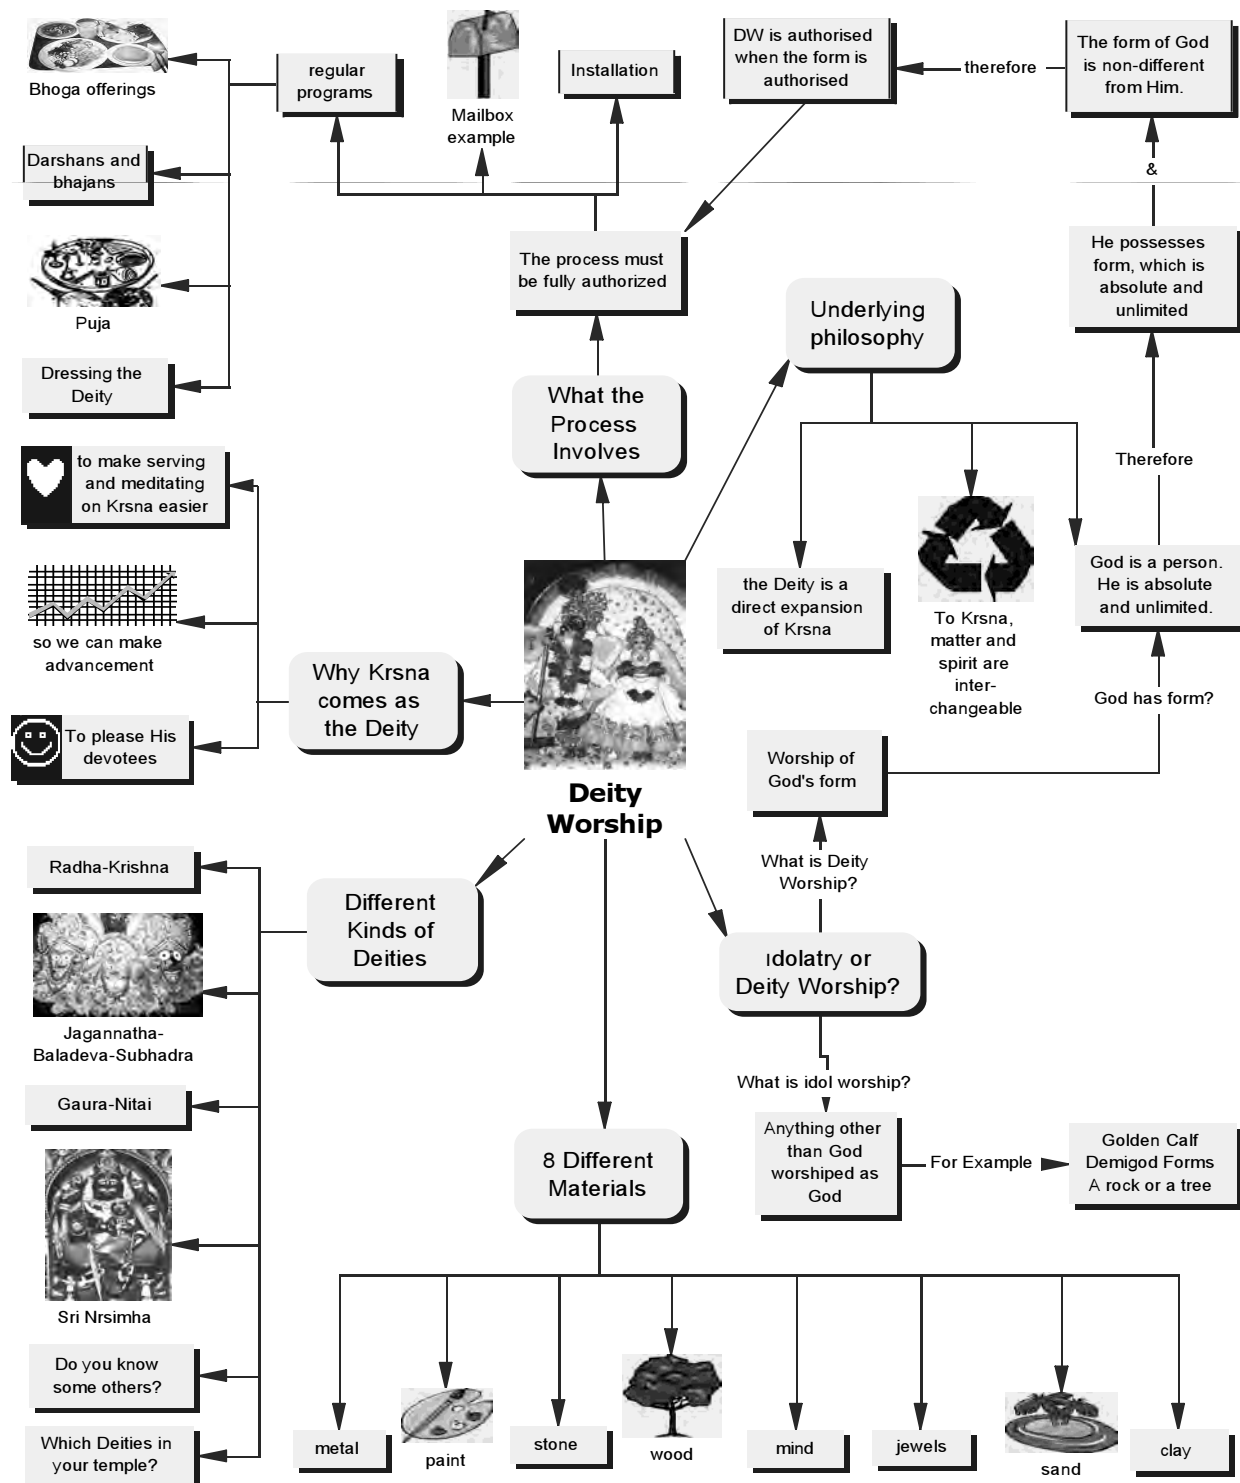 Bhoga offerings
regular
programs
Mailbox
example
Installation
DW is authorised
when the form is
authorised
therefore
The form of God
is non-different
from Him.
Darshans and
bhajans
&
Puja
The process must
be fully authorized
Underlying
philosophy
He possesses
form, which is
absolute and
unlimited
Dressing the
Deity
What the
Process
Involves
Therefore
to make serving
and meditating
on Krsna easier
the Deity is a
direct expansion
of Krsna
To Krsna,
matter and
spirit are
inter-
changeable
God is a person.
He is absolute
and unlimited.
so we can make
advancement
Why Krsna
comes as
the Deity
God has form?
To please His
devotees
Worship of
God's form
Deity
Worship
What is Deity
Worship?
Radha-Krishna
Different
Kinds of
Deities
Idolatry or
Deity Worship?
Jagannatha-
Baladeva-Subhadra
What is idol worship?
Gaura-Nitai
8 Different
Materials
Anything other
than God
worshiped as
God
For Example
Golden Calf
Demigod Forms
A rock or a tree
Sri Nrsimha
Do you know
some others?
Which Deities in
your temple?
metal
paint
stone
wood
mind
jewels
sand
clay